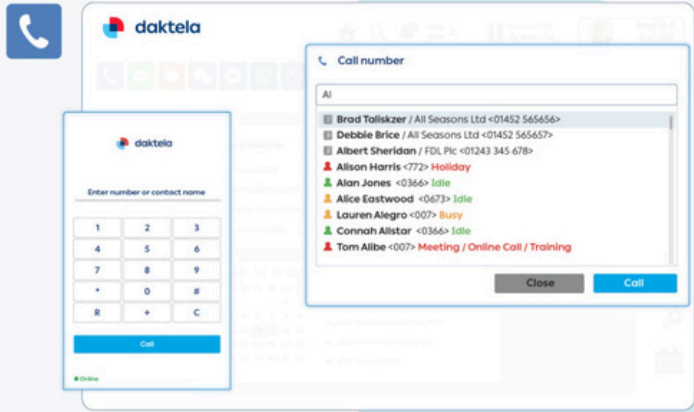 daktela
Call number
Al
Brad Taliskzer / All Seasons Ltd <01452 565656>
Debbie Brice / All Seasons Ltd <01452 565657>
Albert Sheridan / FDL Plc <01243 345 678>
Alison Harris <772> Holiday
Alan Jones <0366> Idle
Alice Eastwood <0673> Idle
Lauren Alegro <007> Busy
Connah Allstar <0366> Idle
Tom Alibe <007> Meeting / Online Call / Training
Close Call
daktela
Enter number or contact name
1 2 3
4 5 6
7 8 9
* 0 #
R + C
Call
Online